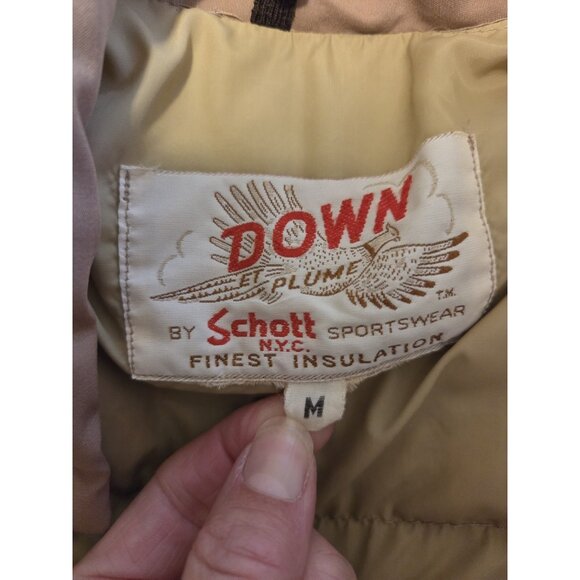 DOWN
ET PLUME
T.M.
BY Schott SPORTSWEAR
N.Y.C.
FINEST INSULATION
M